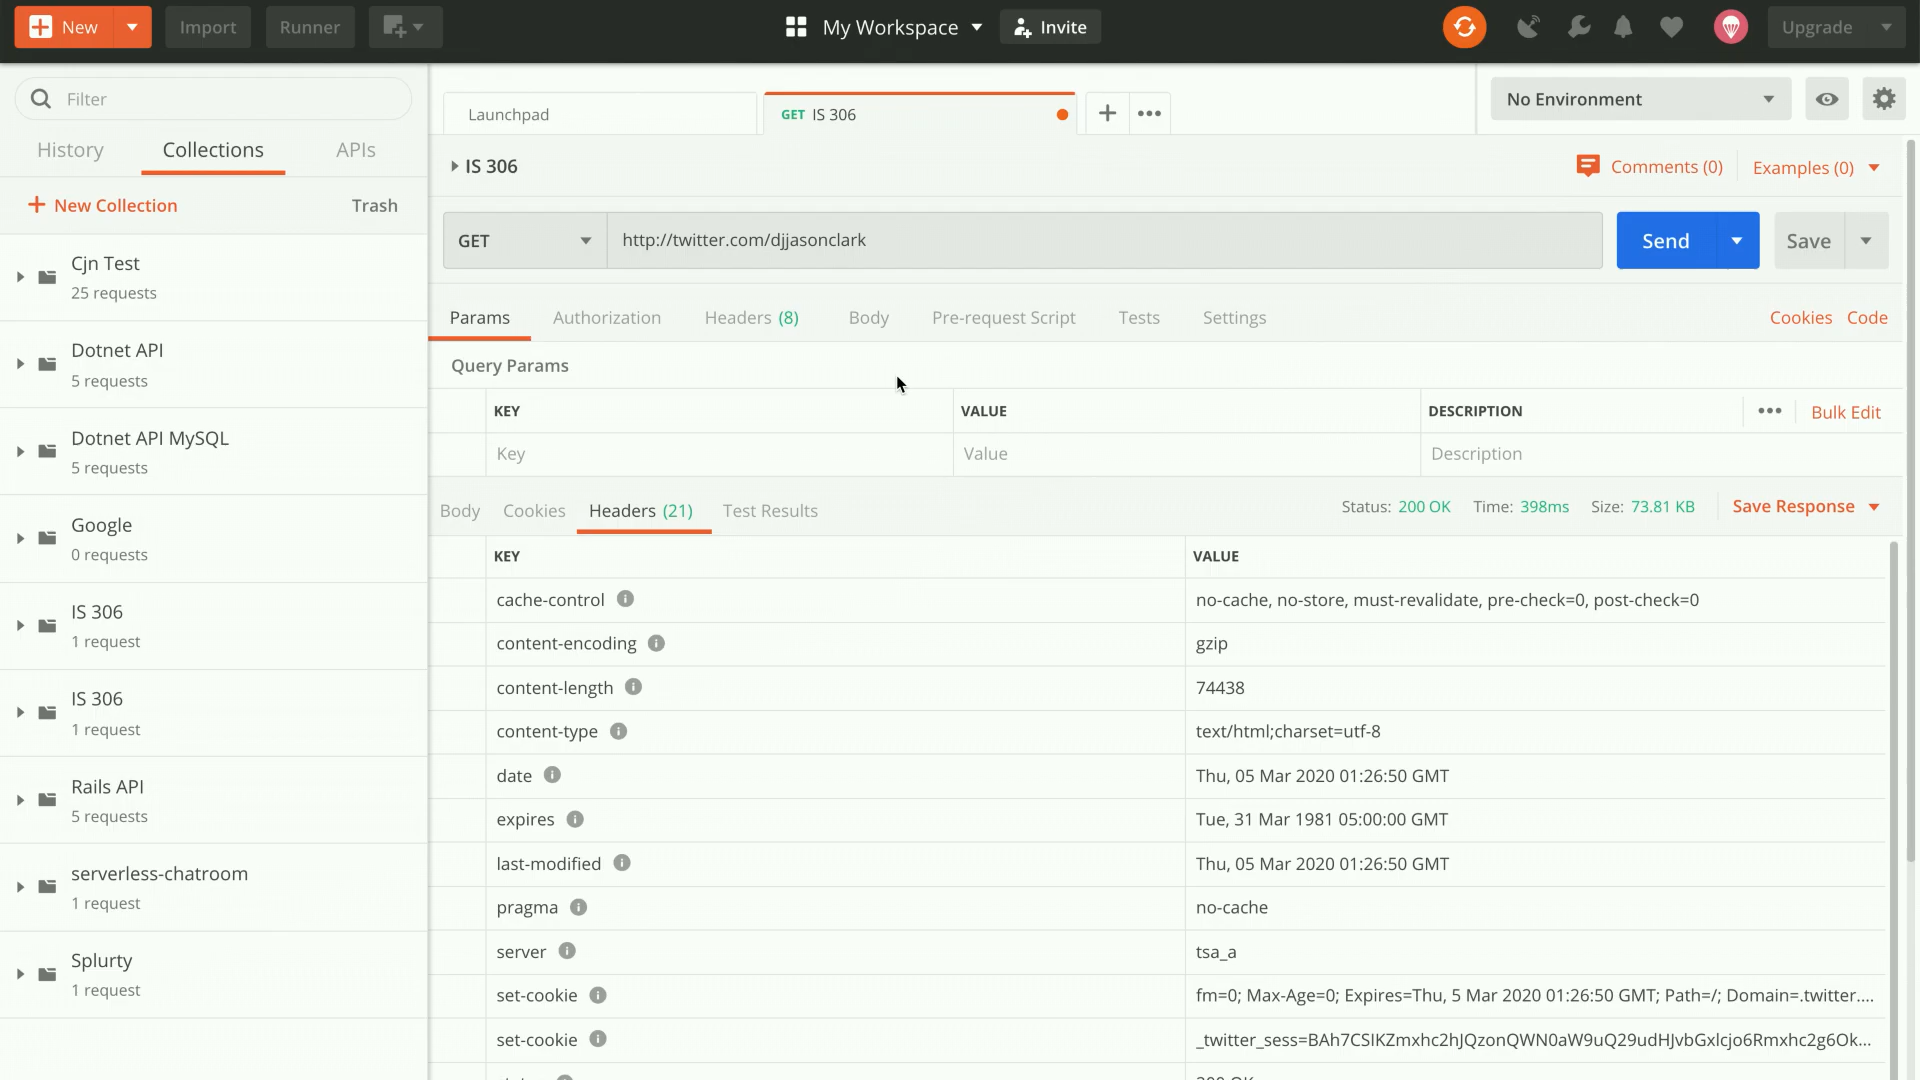 New
Import
Runner
My Workspace
Invite
Upgrade
Filter
History
Collections
APIs
New Collection
Trash
Cjn Test
25 requests
Dotnet API
5 requests
Dotnet API MySQL
5 requests
Google
0 requests
IS 306
1 request
IS 306
1 request
Rails API
5 requests
serverless-chatroom
1 request
Splurty
1 request
Launchpad
GET IS 306
No Environment
IS 306
Comments (0)
Examples (0)
GET
http://twitter.com/djjasonclark
Send
Save
Params
Authorization
Headers (8)
Body
Pre-request Script
Tests
Settings
Cookies
Code
Query Params
KEY
VALUE
DESCRIPTION
Bulk Edit
Key
Value
Description
Body
Cookies
Headers (21)
Test Results
Status: 200 OK
Time: 398ms
Size: 73.81 KB
Save Response
KEY
VALUE
cache-control
no-cache, no-store, must-revalidate, pre-check=0, post-check=0
content-encoding
gzip
content-length
74438
content-type
text/html;charset=utf-8
date
Thu, 05 Mar 2020 01:26:50 GMT
expires
Tue, 31 Mar 1981 05:00:00 GMT
last-modified
Thu, 05 Mar 2020 01:26:50 GMT
pragma
no-cache
server
tsa_a
set-cookie
fm=0; Max-Age=0; Expires=Thu, 5 Mar 2020 01:26:50 GMT; Path=/; Domain=.twitter....
set-cookie
_twitter_sess=BAh7CSIKZmxhc2hJQzonQWN0aW9uQ29udHJvbGxlcjo6Rmxhc2g6Ok...